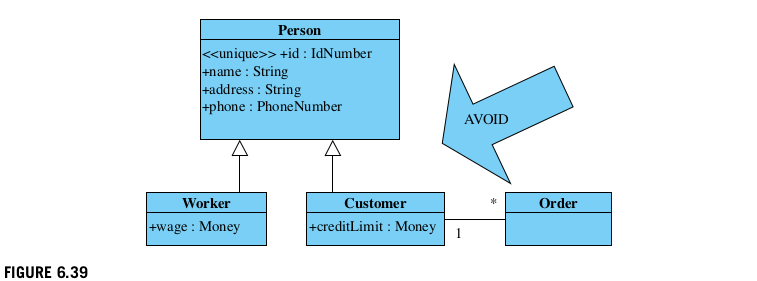 Person
<<unique>> +id : IdNumber
+name : String
+address : String
+phone : PhoneNumber
AVOID
Worker
+wage : Money
Customer
+creditLimit : Money
1
*
Order
FIGURE 6.39